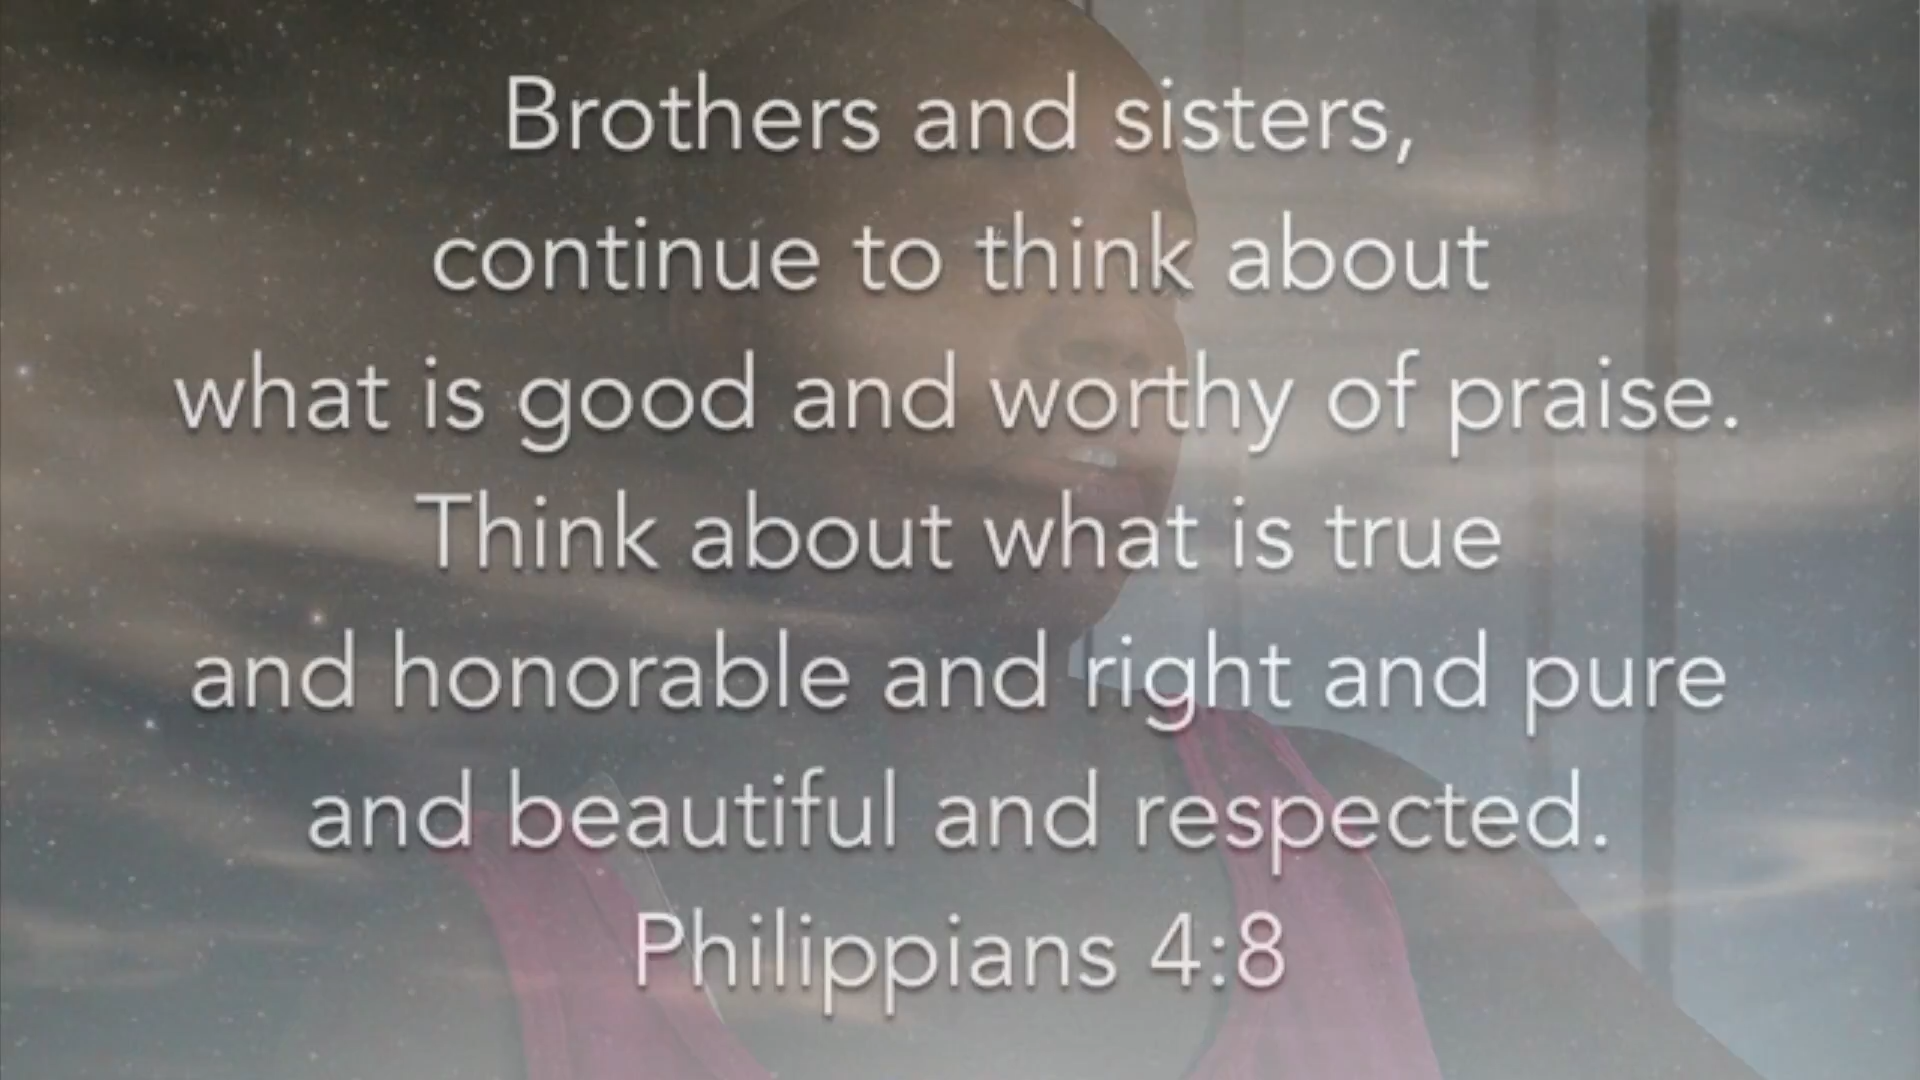 Brothers and sisters,
continue to think about
what is good and worthy of praise.
Think about what is true
and honorable and right and pure
and beautiful and respected.
Philippians 4:8